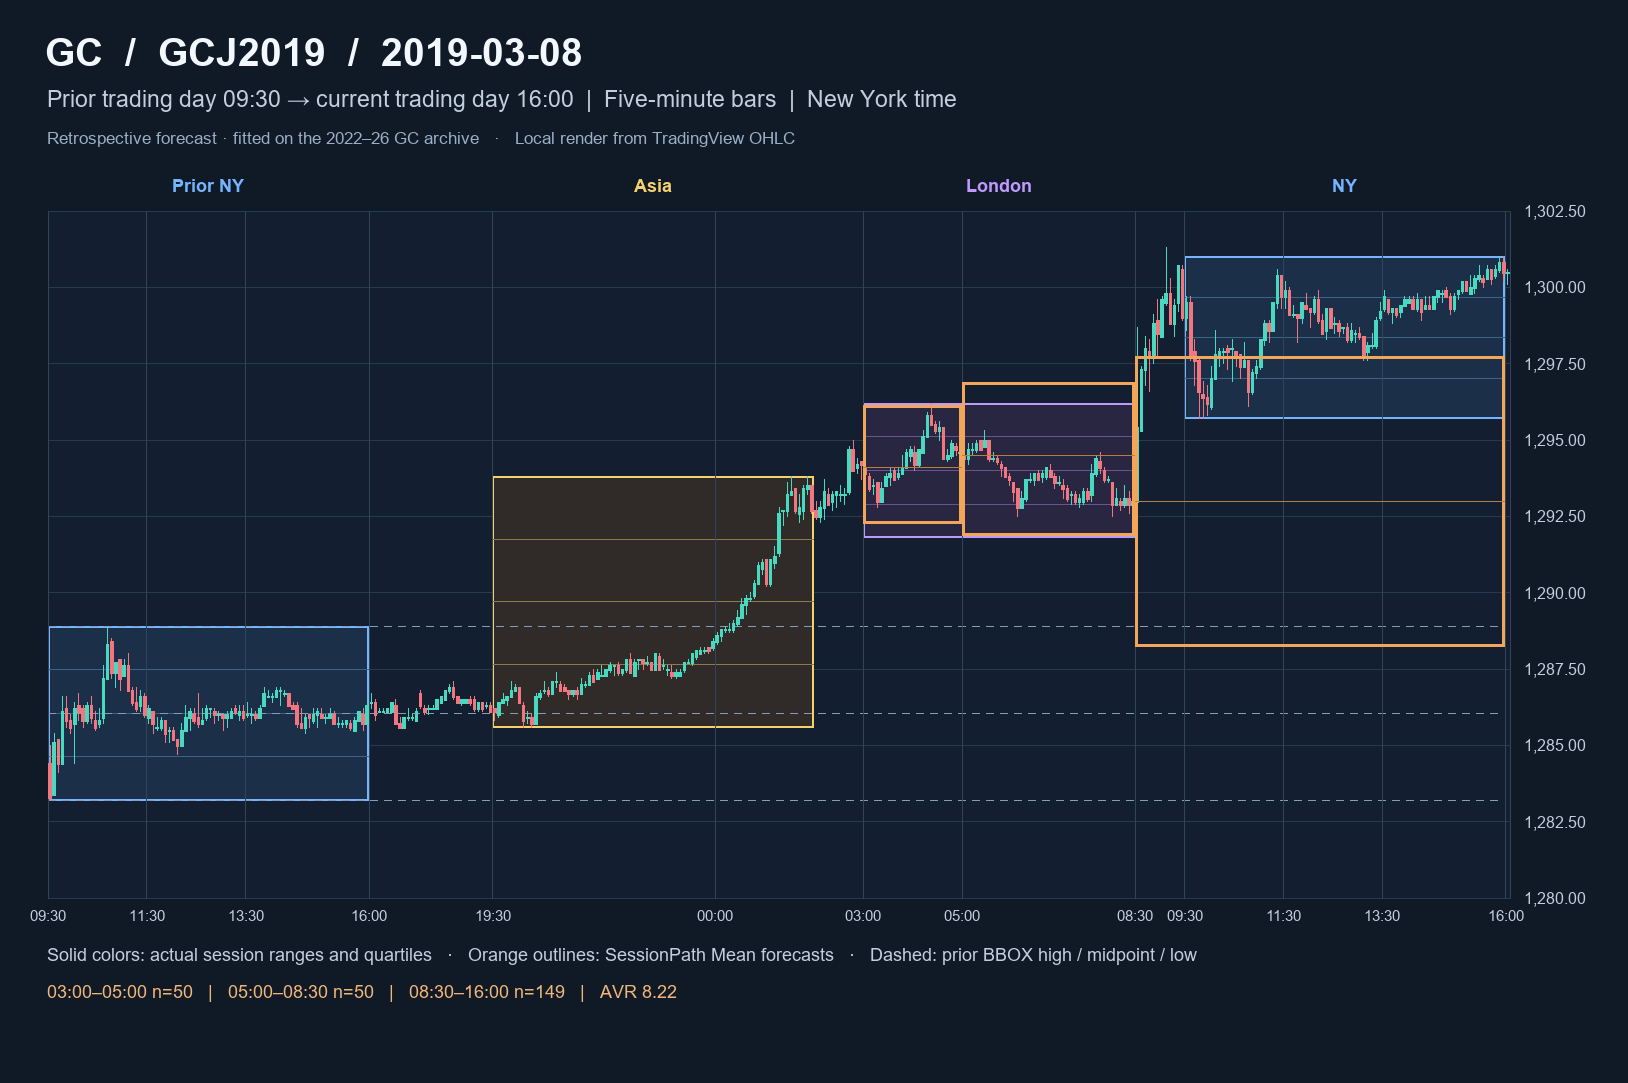 GC / GCJ2019 / 2019-03-08
Prior trading day 09:30 → current trading day 16:00 | Five-minute bars | New York time
Retrospective forecast · fitted on the 2022–26 GC archive · Local render from TradingView OHLC
Prior NY Asia London NY
1,302.50
1,300.00
1,297.50
1,295.00
1,292.50
1,290.00
1,287.50
1,285.00
1,282.50
1,280.00
09:30 11:30 13:30 16:00 19:30 00:00 03:00 05:00 08:30 09:30 11:30 13:30 16:00
Solid colors: actual session ranges and quartiles · Orange outlines: SessionPath Mean forecasts · Dashed: prior BBOX high / midpoint / low
03:00–05:00 n=50 | 05:00–08:30 n=50 | 08:30–16:00 n=149 | AVR 8.22